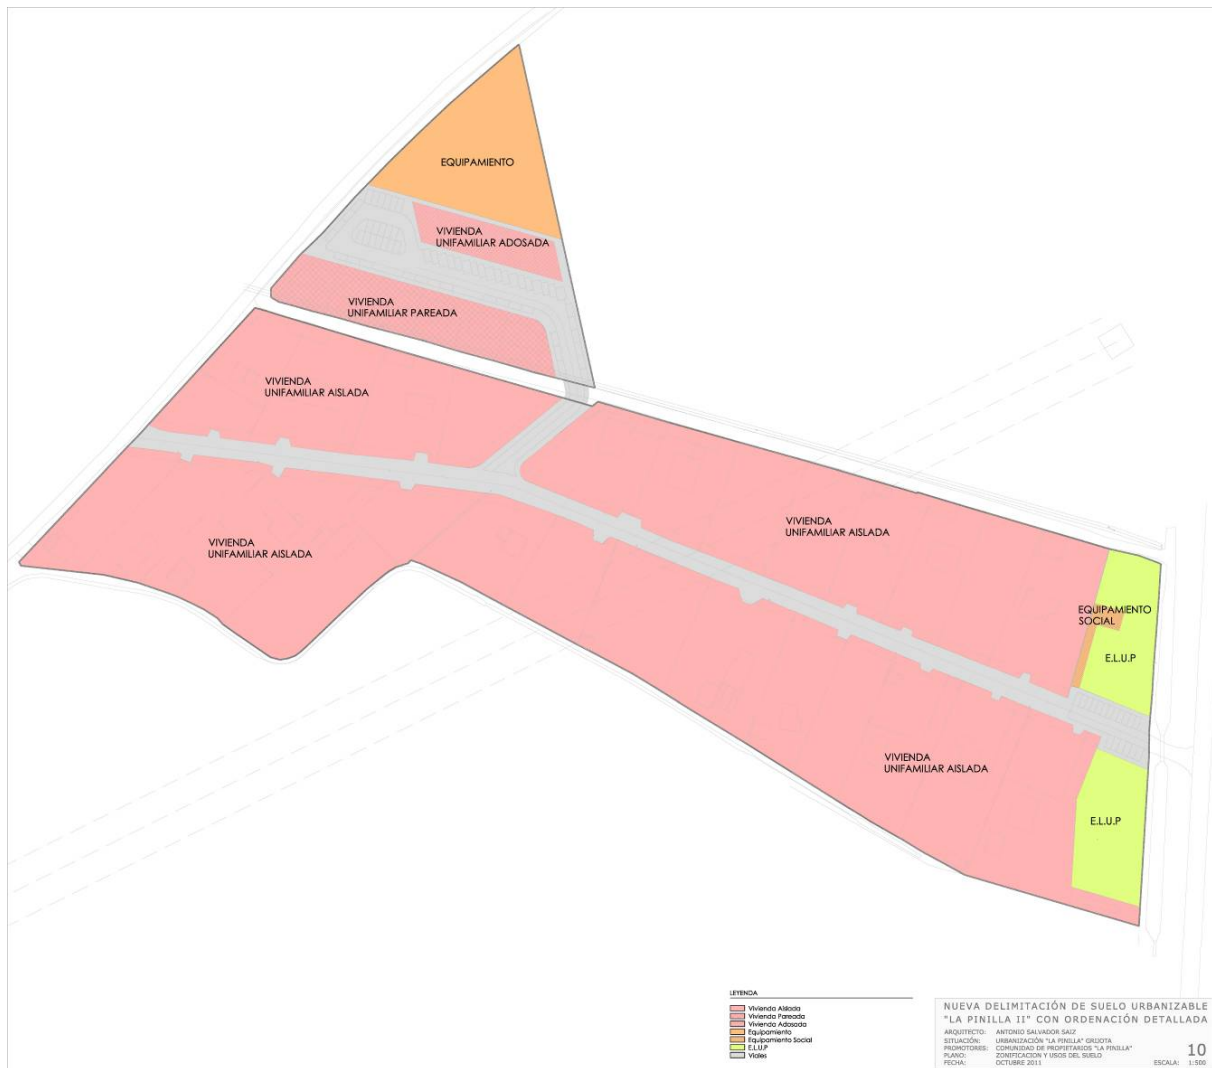 EQUIPAMIENTO
VIVIENDA
UNIFAMILIAR ADOSADA
VIVIENDA
UNIFAMILIAR PAREADA
VIVIENDA
UNIFAMILIAR AISLADA
VIVIENDA
UNIFAMILIAR AISLADA
VIVIENDA
UNIFAMILIAR AISLADA
EQUIPAMIENTO
SOCIAL
E.L.U.P
VIVIENDA
UNIFAMILIAR AISLADA
E.L.U.P
LEYENDA
Vivienda Aislada
Vivienda Pareada
Vivienda Adosada
Equipamiento
Equipamiento Social
E.L.U.P
Viales
NUEVA DELIMITACIÓN DE SUELO URBANIZABLE
"LA PINILLA II" CON ORDENACIÓN DETALLADA
ARQUITECTO: ANTONIO SALVADOR SAIZ
SITUACIÓN: URBANIZACIÓN "LA PINILLA" GRIJOTA
PROMOTORES: COMUNIDAD DE PROPIETARIOS "LA PINILLA"
PLANO: ZONIFICACION Y USOS DEL SUELO
FECHA: OCTUBRE 2011
10
ESCALA: 1:500